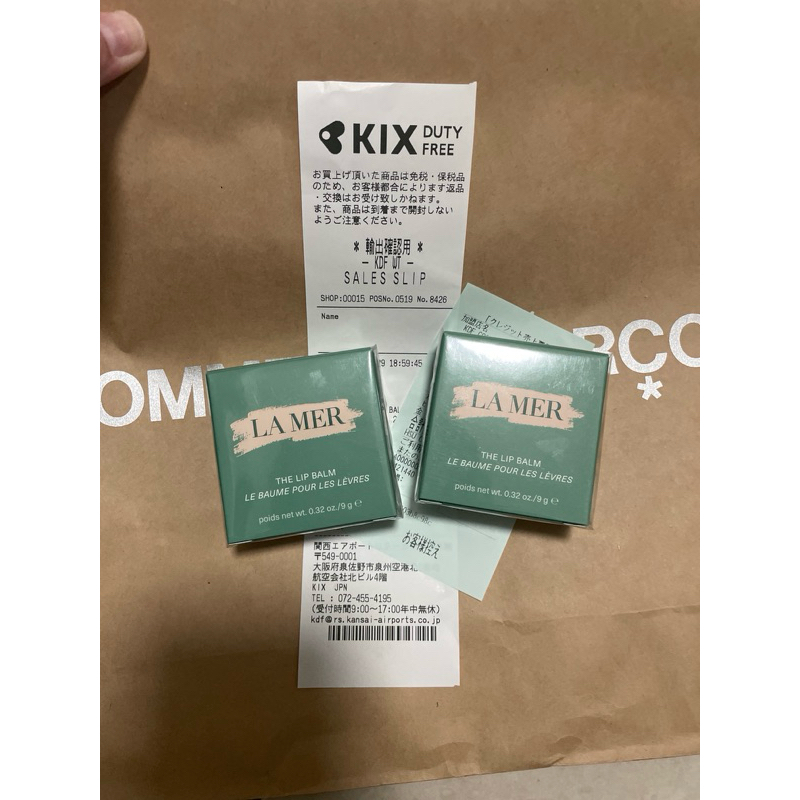 KIX DUTY FREE
お買上げ頂いた商品は免税・保税品
のため、お客様都合によります返品
・交換はお受け致しかねます。
また、商品は到着まで開封しない
ようご注意ください。
* 輸出確認用 *
- KDF WT -
SALES SLIP
SHOP:00015 POSNo.0519 No.8426
Name
9 18:59:45
LA MER
THE LIP BALM
LE BAUME POUR LES LÈVRES
poids net wt. 0.32 oz./9 g ℮
LA MER
THE LIP BALM
LE BAUME POUR LES LÈVRES
poids net wt. 0.32 oz./9 g ℮
OMM
RCO
*
お客様控え
関西エアポー
〒549-0001
大阪府泉佐野市泉州空港北
航空会社北ビル4階
KIX JPN
TEL : 072-455-4195
(受付時間9:00～17:00年中無休)
kdf@rs.kansai-airports.co.jp